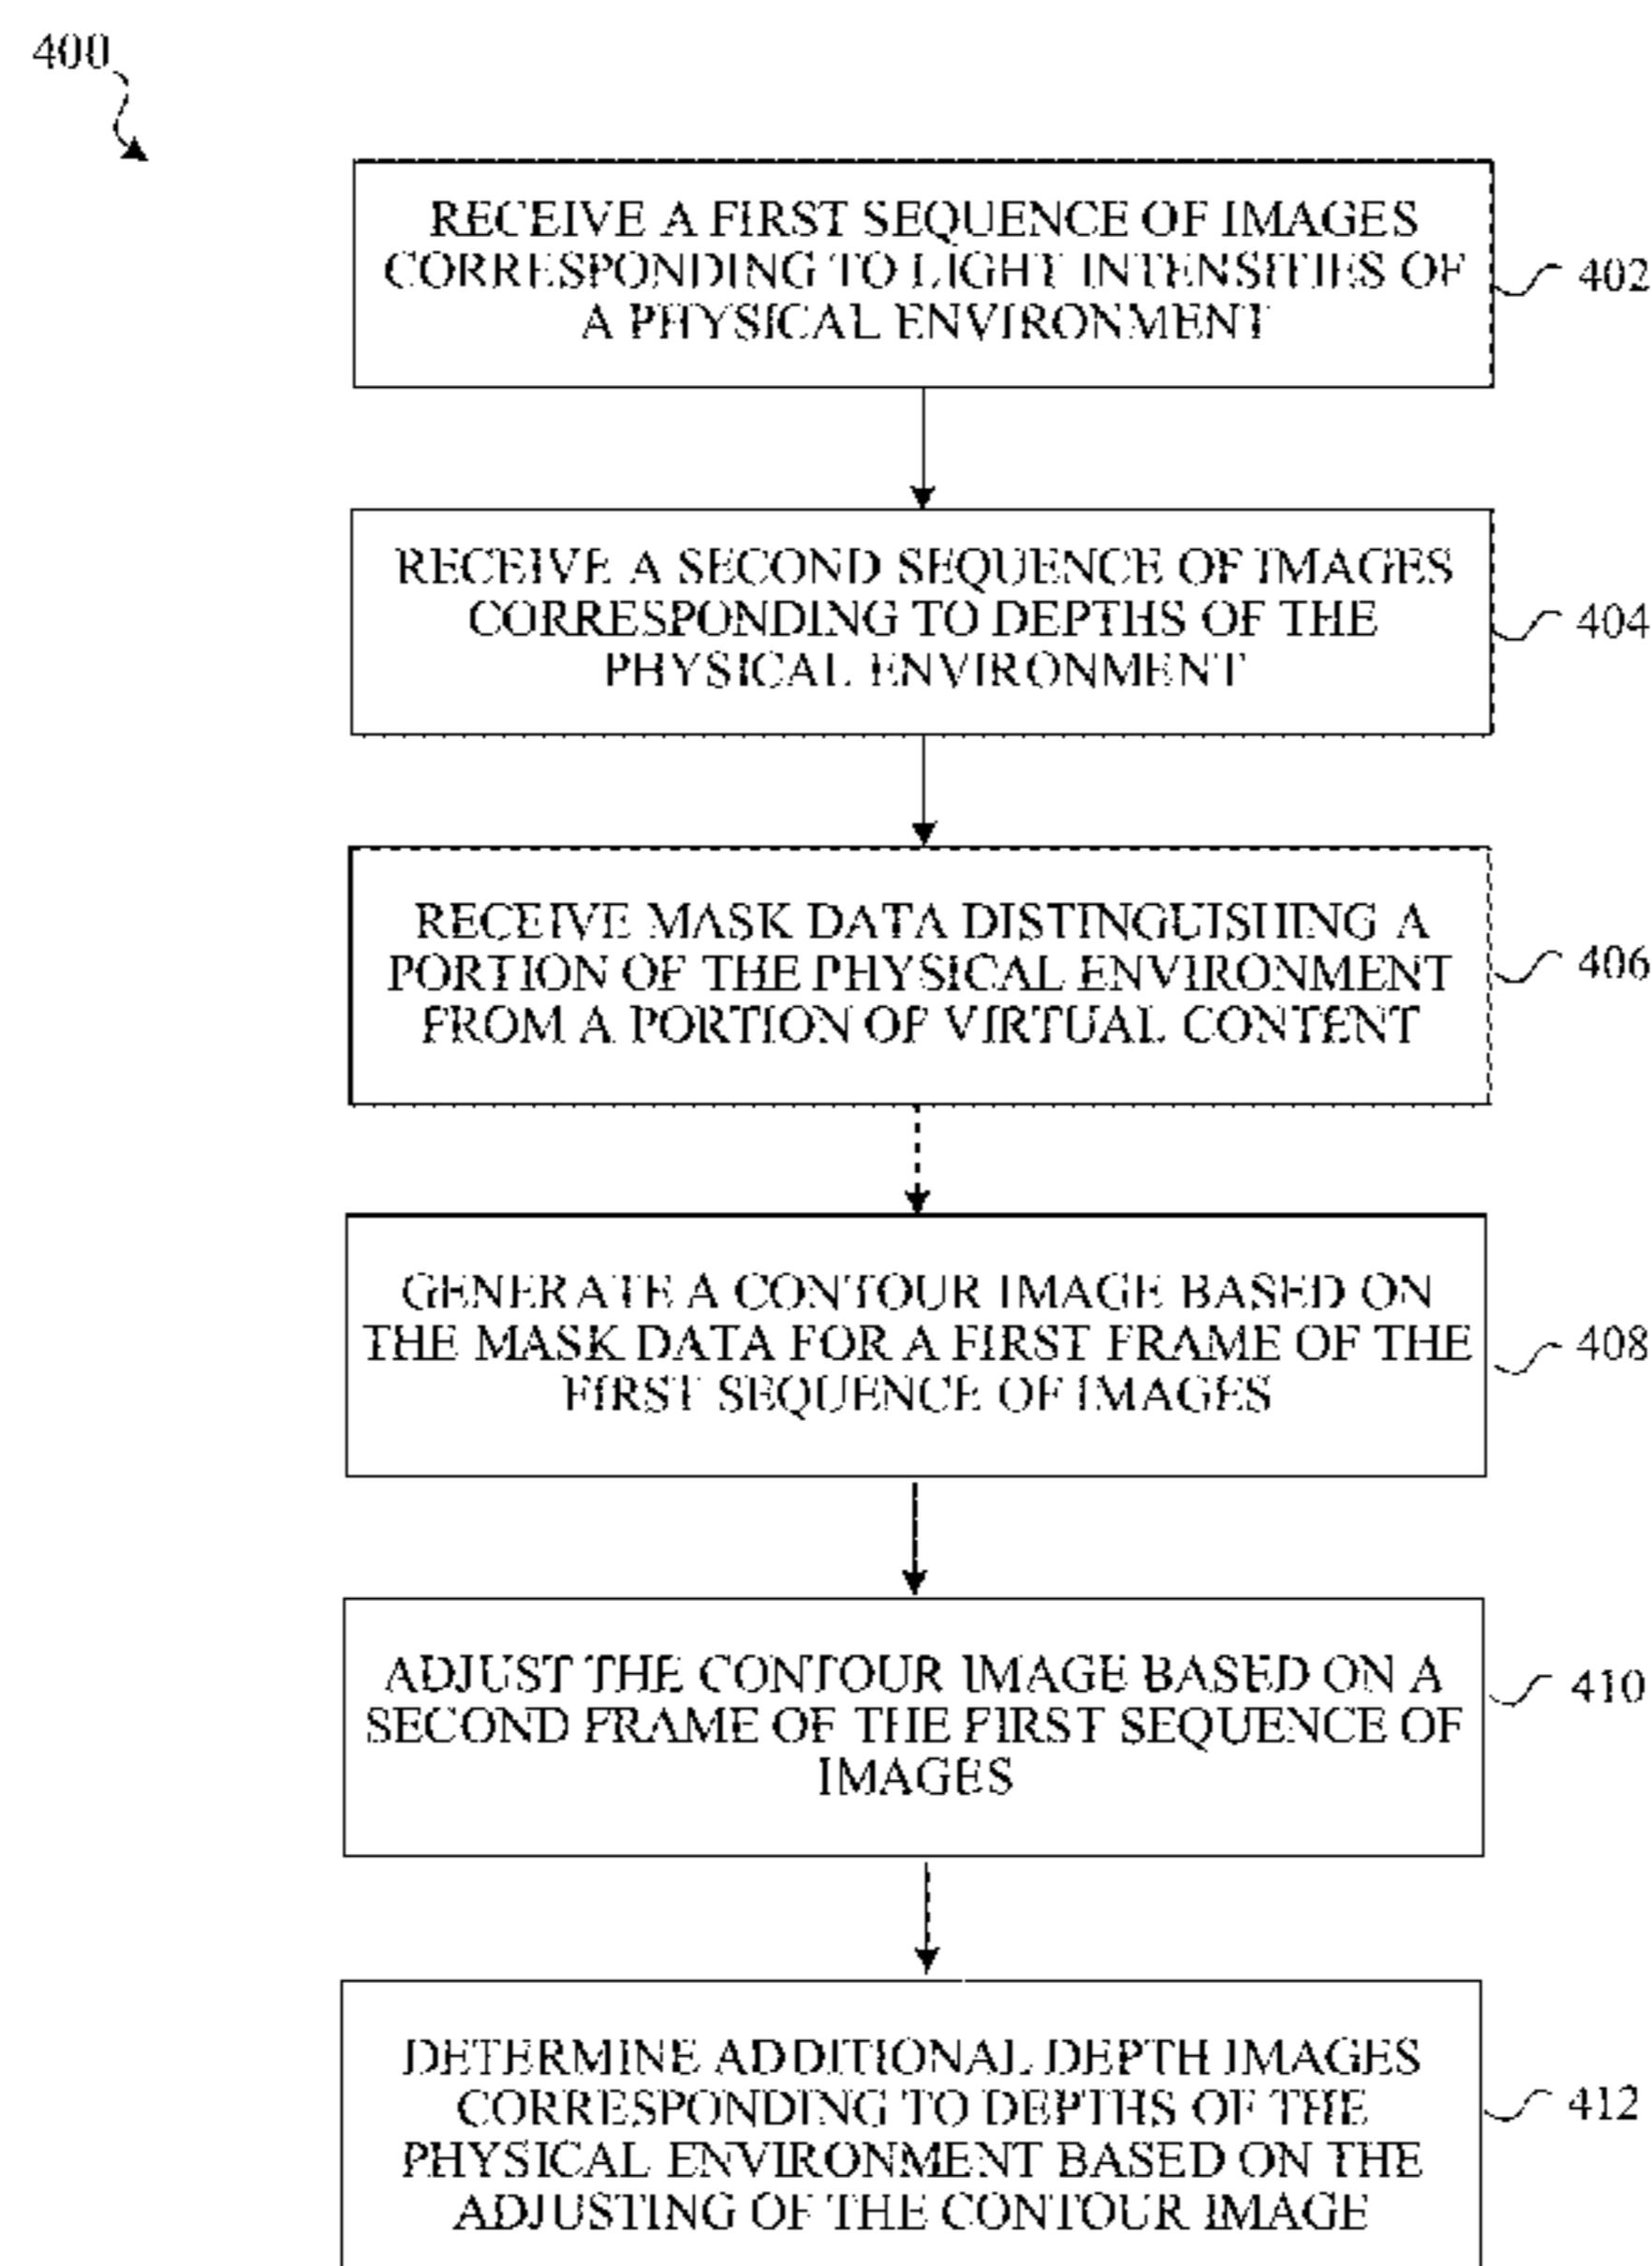 400
RECEIVE A FIRST SEQUENCE OF IMAGES
CORRESPONDING TO LIGHT INTENSITIES OF
A PHYSICAL ENVIRONMENT
402
RECEIVE A SECOND SEQUENCE OF IMAGES
CORRESPONDING TO DEPTHS OF THE
PHYSICAL ENVIRONMENT
404
RECEIVE MASK DATA DISTINGUISHING A
PORTION OF THE PHYSICAL ENVIRONMENT
FROM A PORTION OF VIRTUAL CONTENT
406
GENERATE A CONTOUR IMAGE BASED ON
THE MASK DATA FOR A FIRST FRAME OF THE
FIRST SEQUENCE OF IMAGES
408
ADJUST THE CONTOUR IMAGE BASED ON A
SECOND FRAME OF THE FIRST SEQUENCE OF
IMAGES
410
DETERMINE ADDITIONAL DEPTH IMAGES
CORRESPONDING TO DEPTHS OF THE
PHYSICAL ENVIRONMENT BASED ON THE
ADJUSTING OF THE CONTOUR IMAGE
412